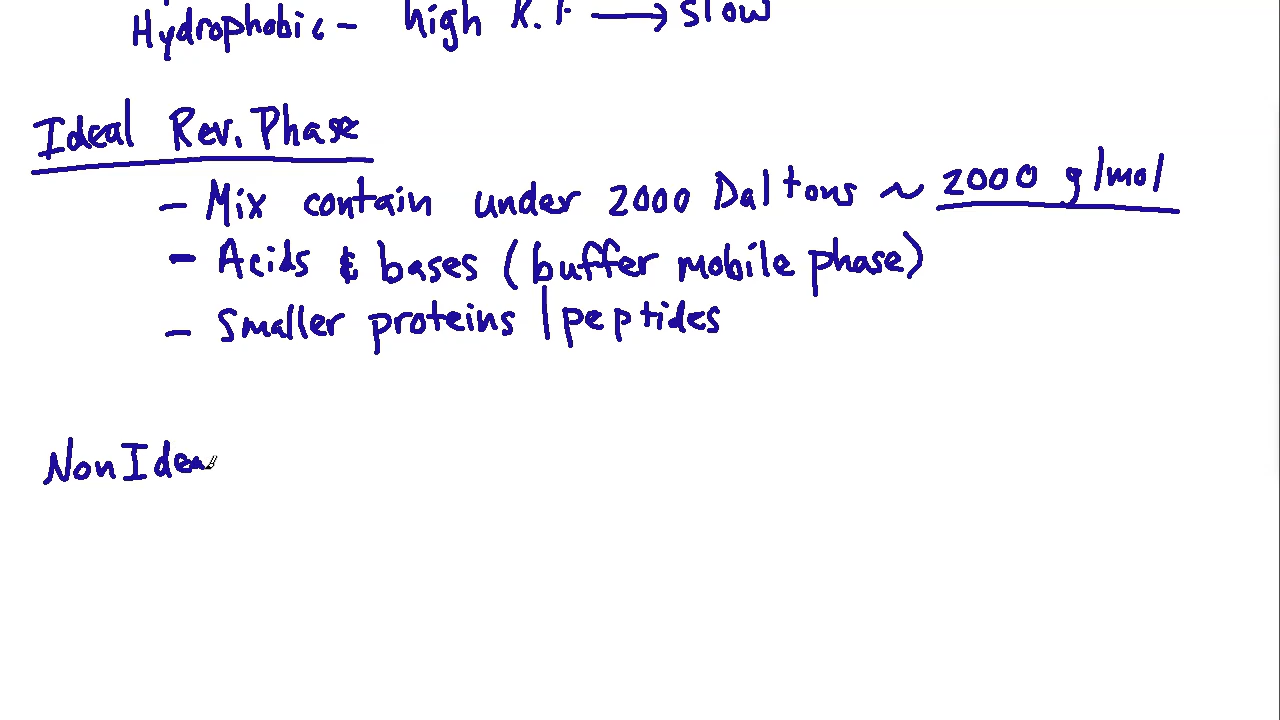 Hydrophobic - high R.F → slow
Ideal Rev. Phase
- Mix contain under 2000 Daltons ~ 2000 g/mol
- Acids & bases (buffer mobile phase)
- Smaller proteins | peptides
NonIdea